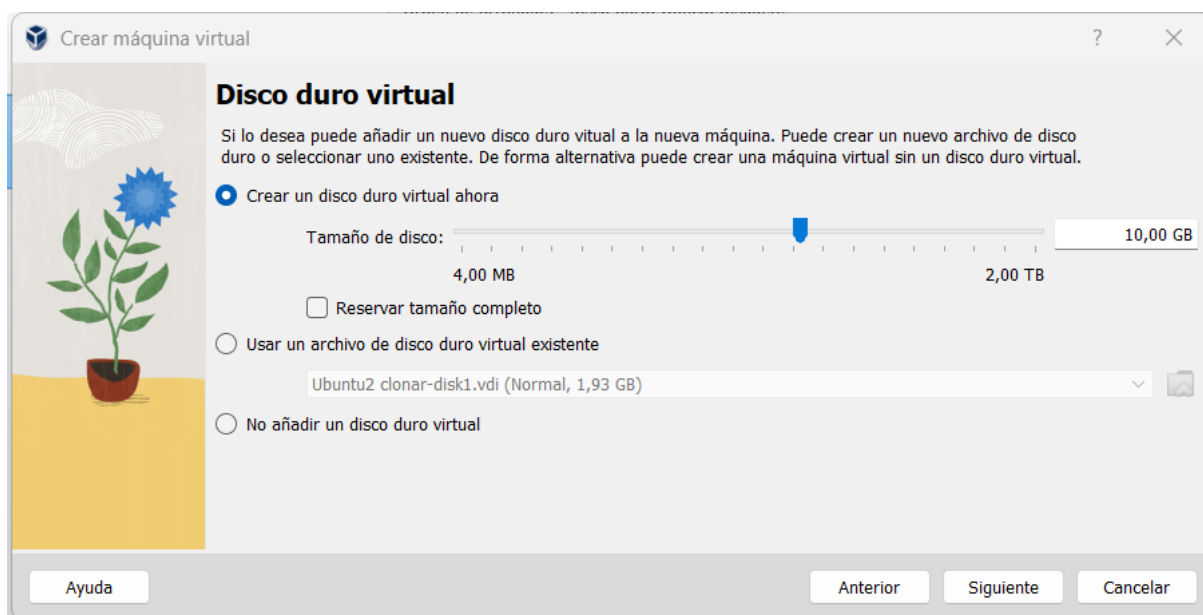 Crear máquina virtual
?
Disco duro virtual
Si lo desea puede añadir un nuevo disco duro vitual a la nueva máquina. Puede crear un nuevo archivo de disco
duro o seleccionar uno existente. De forma alternativa puede crear una máquina virtual sin un disco duro virtual.
Crear un disco duro virtual ahora
Tamaño de disco: 10,00 GB
4,00 MB 2,00 TB
Reservar tamaño completo
Usar un archivo de disco duro virtual existente
Ubuntu2 clonar-disk1.vdi (Normal, 1,93 GB)
No añadir un disco duro virtual
Ayuda Anterior Siguiente Cancelar